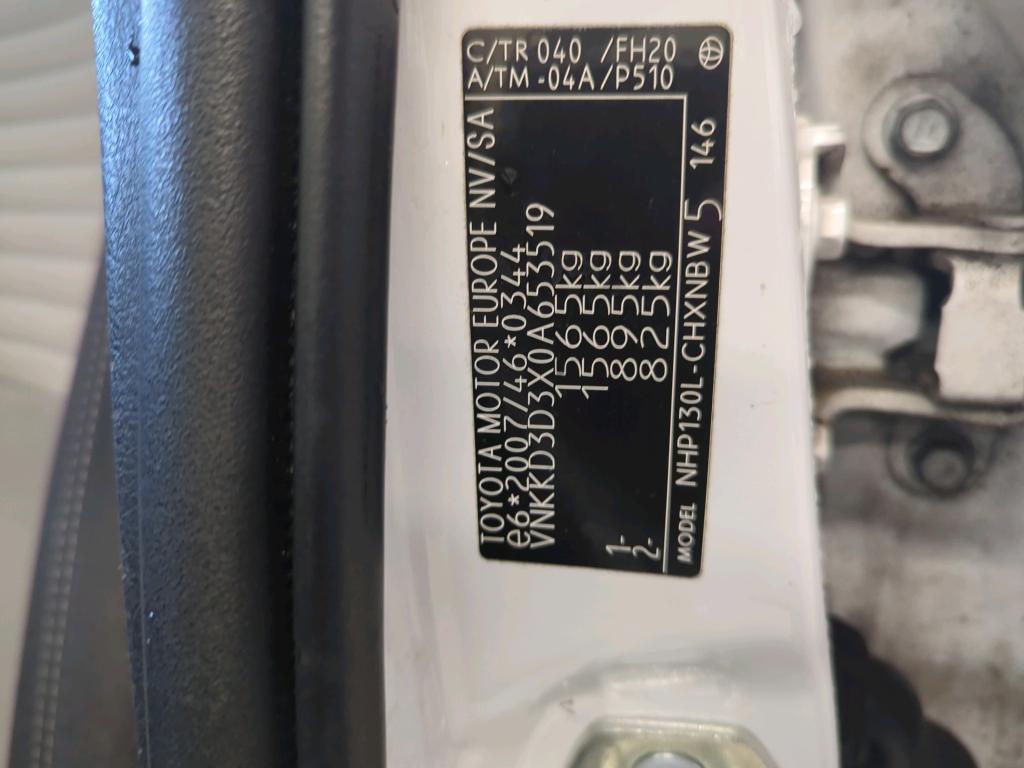 TOYOTA MOTOR EUROPE NV/SA
e6*2007/46*0344
VNKKD3D3X0A653519
1565kg
1565kg
1- 895kg
2- 825kg
MODEL NHP130L-CHXNBW 5 146
C/TR 040 /FH20
A/TM -04A /P510